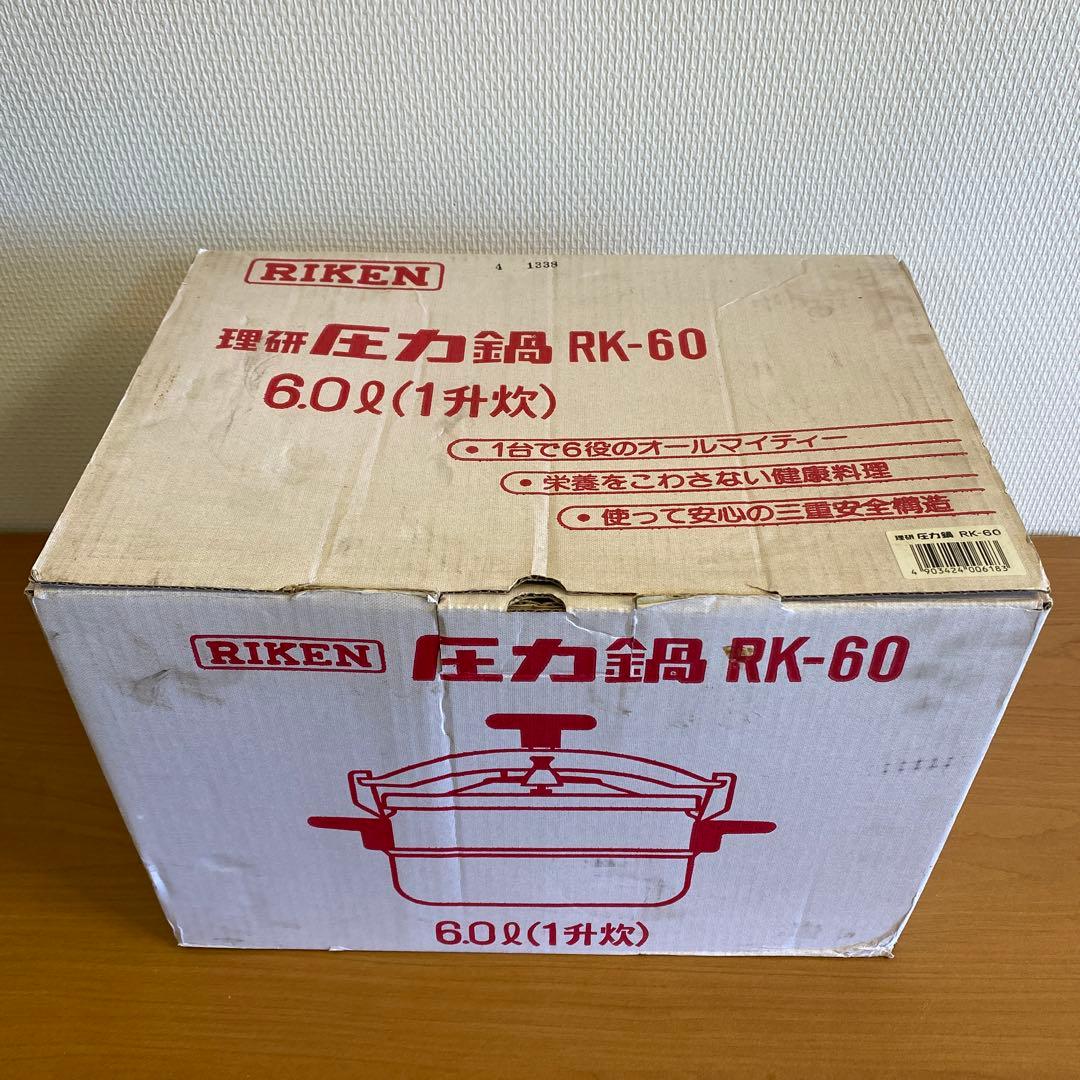 RIKEN
4 1338
理研 圧力鍋 RK-60
6.0ℓ(1升炊)
• 1台で6役のオールマイティー
• 栄養をこわさない健康料理
• 使って安心の三重安全構造
理研 圧力鍋 RK-60
4 903424 006183
RIKEN 圧力鍋 RK-60
6.0ℓ(1升炊)